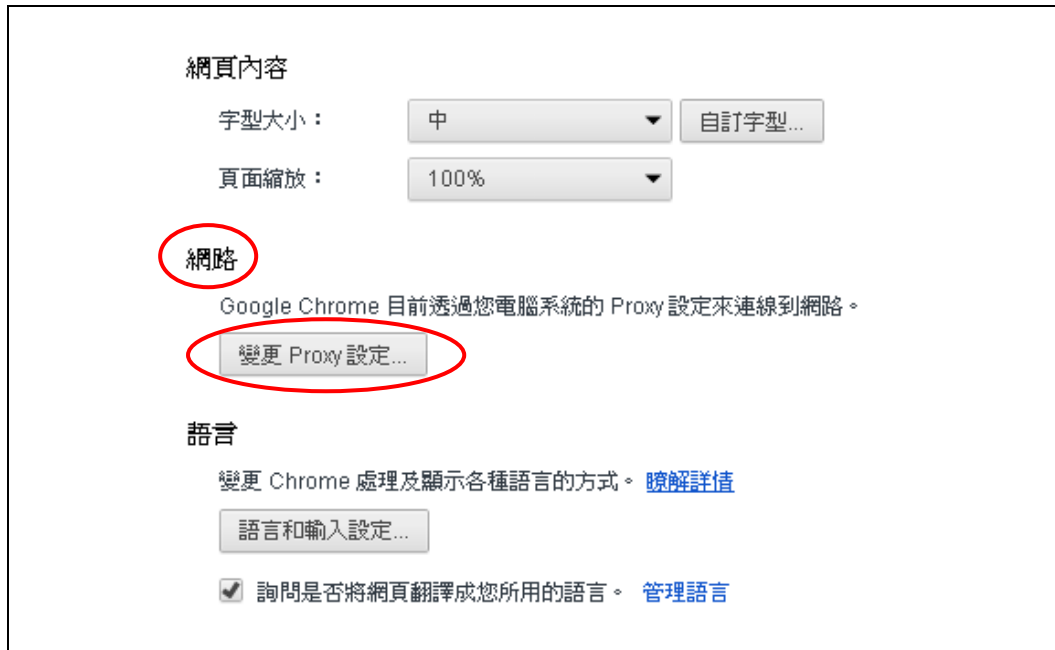 網頁內容
字型大小： 中 自訂字型...
頁面縮放： 100%
網路
Google Chrome 目前透過您電腦系統的 Proxy 設定來連線到網路。
變更 Proxy 設定...
語言
變更 Chrome 處理及顯示各種語言的方式。 瞭解詳情
語言和輸入設定...
詢問是否將網頁翻譯成您所用的語言。 管理語言